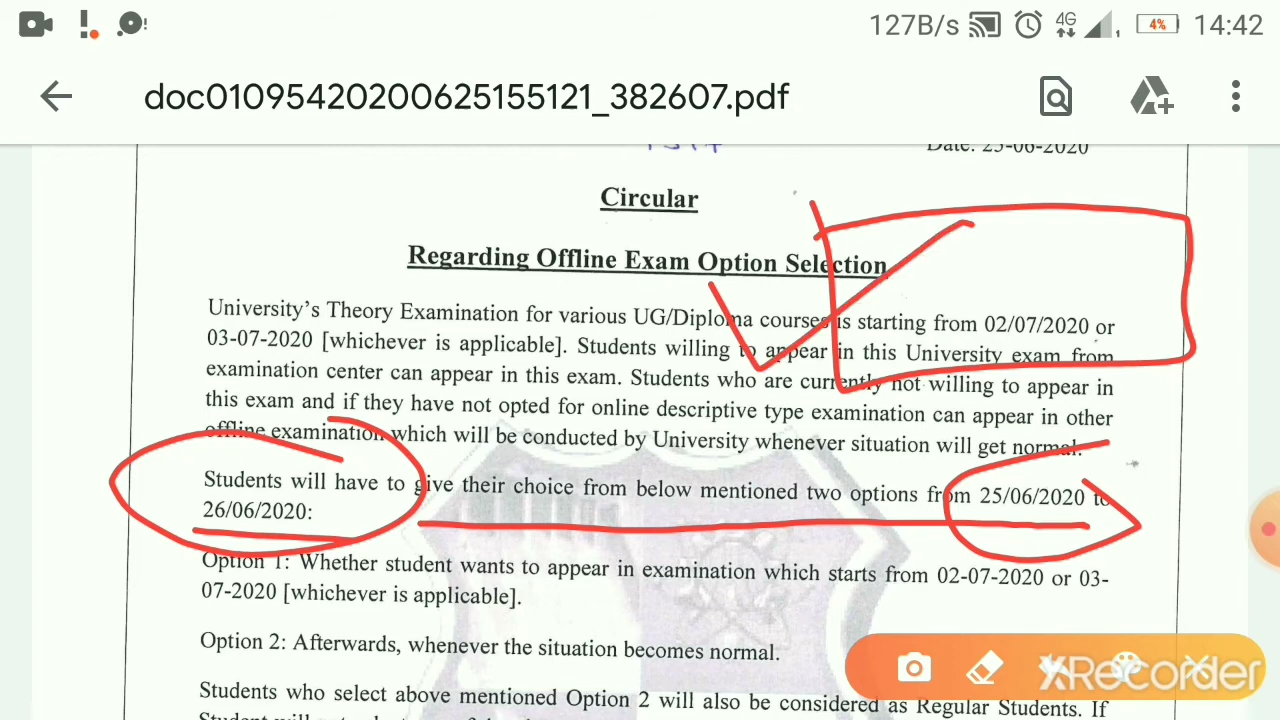 127B/s 4G 4% 14:42
doc01095420200625155121_382607.pdf
Date: 25-06-2020
Circular
Regarding Offline Exam Option Selection
University's Theory Examination for various UG/Diploma courses is starting from 02/07/2020 or
03-07-2020 [whichever is applicable]. Students willing to appear in this University exam from
examination center can appear in this exam. Students who are currently not willing to appear in
this exam and if they have not opted for online descriptive type examination can appear in other
offline examination which will be conducted by University whenever situation will get normal.
Students will have to give their choice from below mentioned two options from 25/06/2020 to
26/06/2020:
Option 1: Whether student wants to appear in examination which starts from 02-07-2020 or 03-
07-2020 [whichever is applicable].
Option 2: Afterwards, whenever the situation becomes normal.
Students who select above mentioned Option 2 will also be considered as Regular Students. If
XRecorder